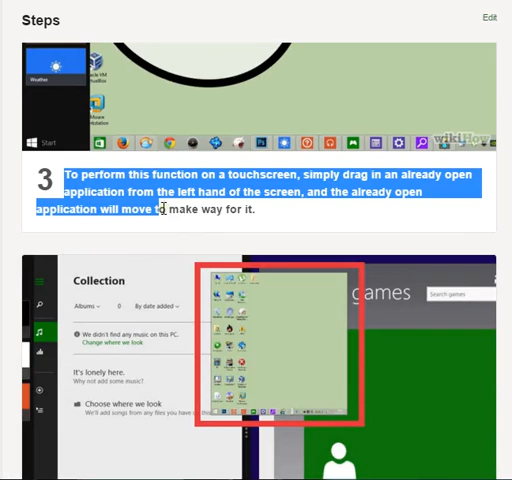 Steps
Edit
Weather
Start
wikiHow
3 To perform this function on a touchscreen, simply drag in an already open
application from the left hand of the screen, and the already open
application will move to make way for it.
Collection
Albums 0 By date added
We didn't find any music on this PC.
Change where we look
It's lonely here.
Why not add some music?
Choose where we look
We'll add songs from any files you have
games
Search games